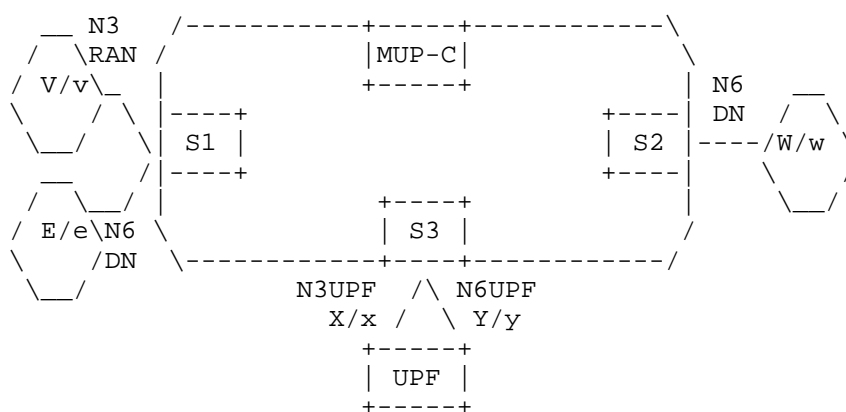 N3
RAN
MUP-C
V/v
N6
DN
S1
S2
W/w
E/e
N6
S3
DN
N3UPF
N6UPF
X/x
Y/y
UPF